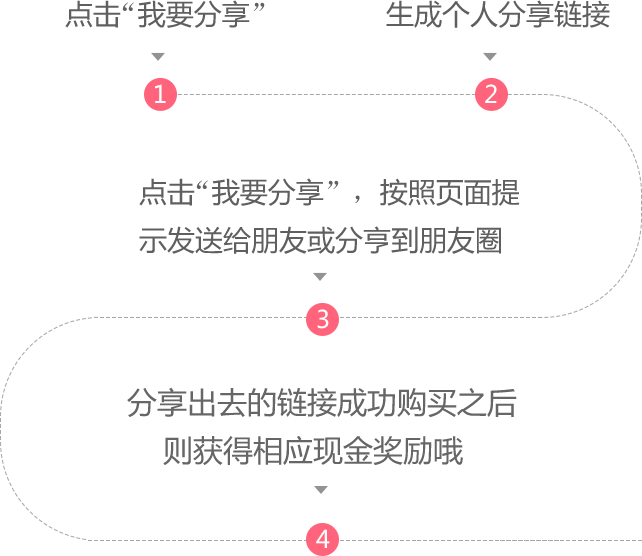 点击“我要分享”
生成个人分享链接
1
2
点击“我要分享”，按照页面提
示发送给朋友或分享到朋友圈
3
分享出去的链接成功购买之后
则获得相应现金奖励哦
4